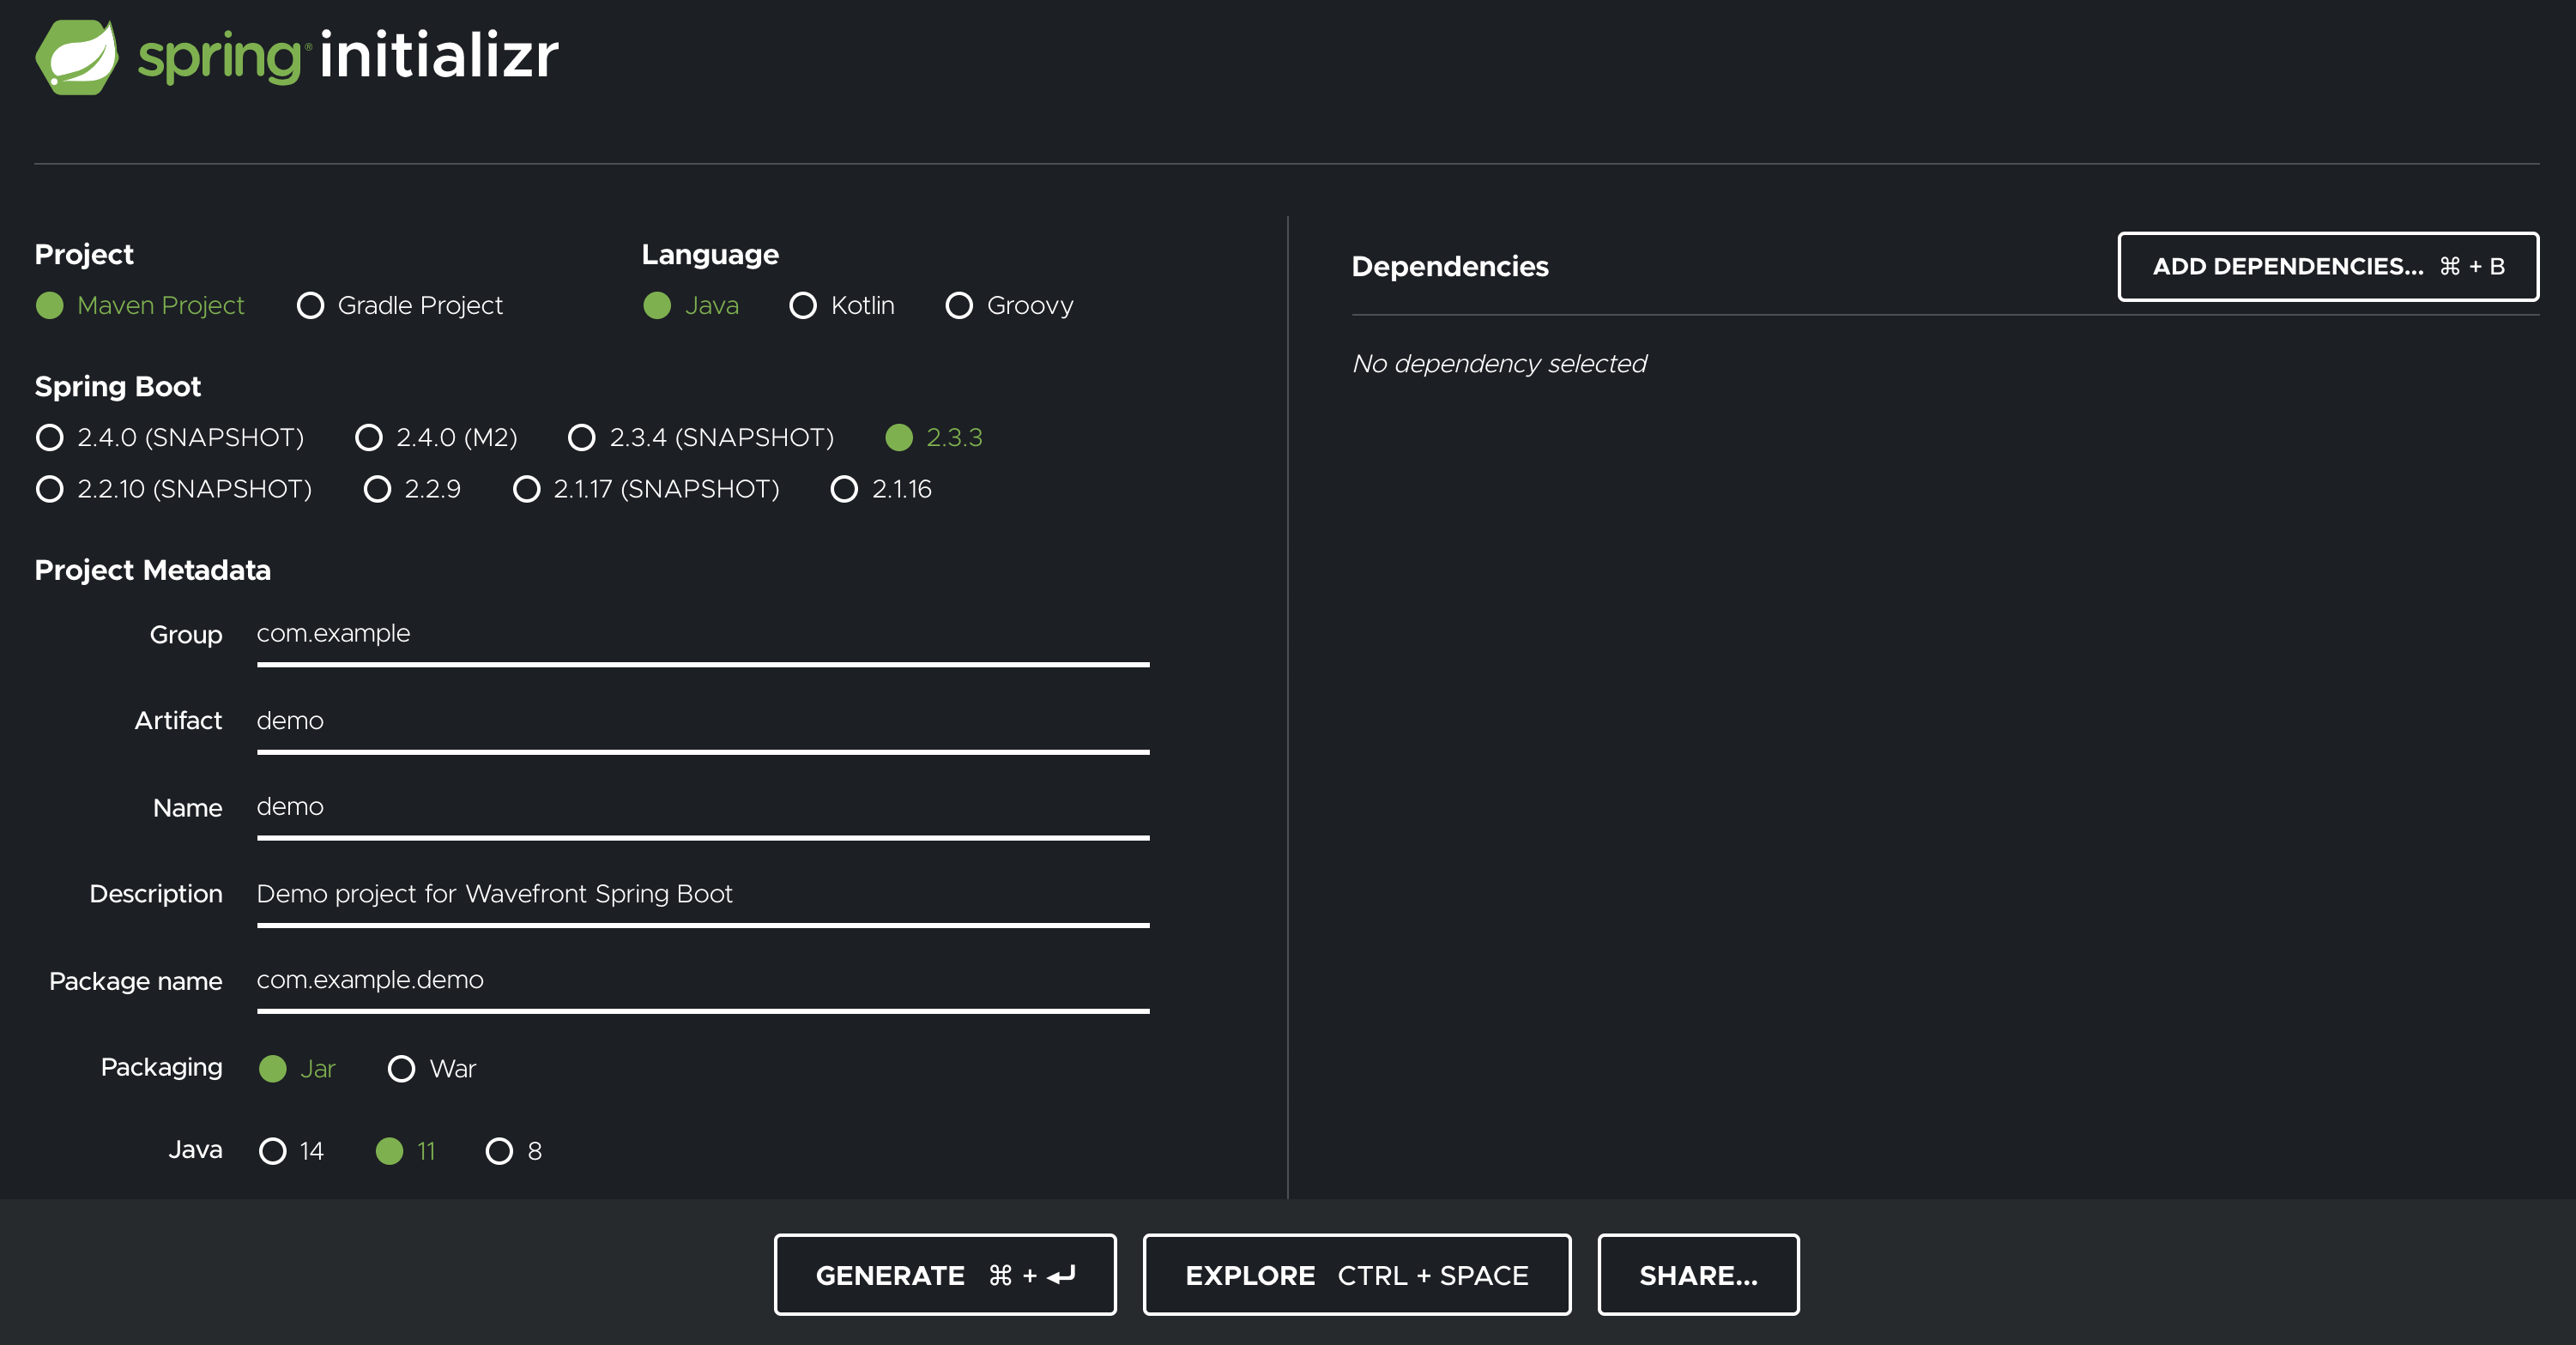 spring® initializr
Project
Maven Project Gradle Project
Language
Java Kotlin Groovy
Spring Boot
2.4.0 (SNAPSHOT) 2.4.0 (M2) 2.3.4 (SNAPSHOT) 2.3.3
2.2.10 (SNAPSHOT) 2.2.9 2.1.17 (SNAPSHOT) 2.1.16
Project Metadata
Group com.example
Artifact demo
Name demo
Description Demo project for Wavefront Spring Boot
Package name com.example.demo
Packaging Jar War
Java 14 11 8
Dependencies
ADD DEPENDENCIES... ⌘ + B
No dependency selected
GENERATE ⌘ + ↵
EXPLORE CTRL + SPACE
SHARE...